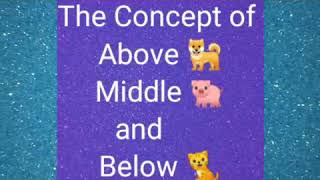 The Concept of
Above 🐕
Middle 🐖
and
Below 🐈